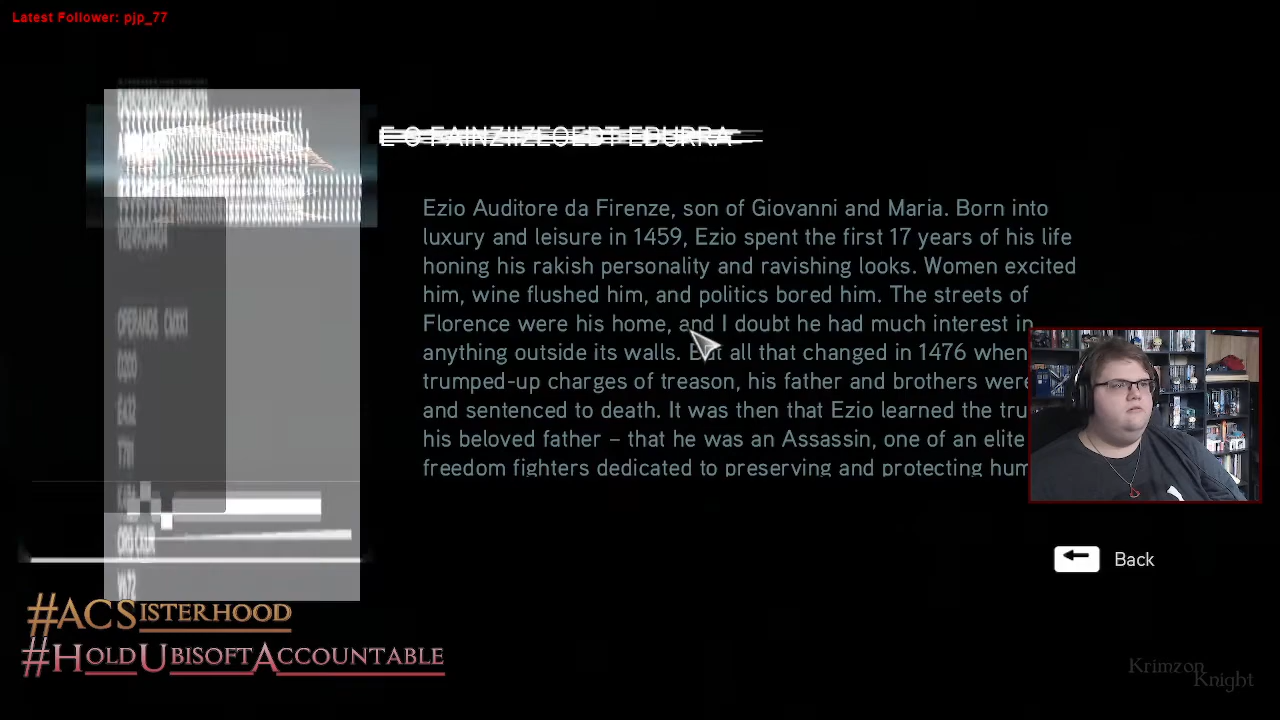 Latest Follower: pjp_77
Ezio Auditore da Firenze, son of Giovanni and Maria. Born into
luxury and leisure in 1459, Ezio spent the first 17 years of his life
honing his rakish personality and ravishing looks. Women excited
him, wine flushed him, and politics bored him. The streets of
Florence were his home, and I doubt he had much interest in
anything outside its walls. But all that changed in 1476 when
trumped-up charges of treason, his father and brothers were
and sentenced to death. It was then that Ezio learned the tru
his beloved father – that he was an Assassin, one of an elite
freedom fighters dedicated to preserving and protecting hum
Back
#ACSisterhood
#HoldUbisoftAccountable
Krimzon
Knight